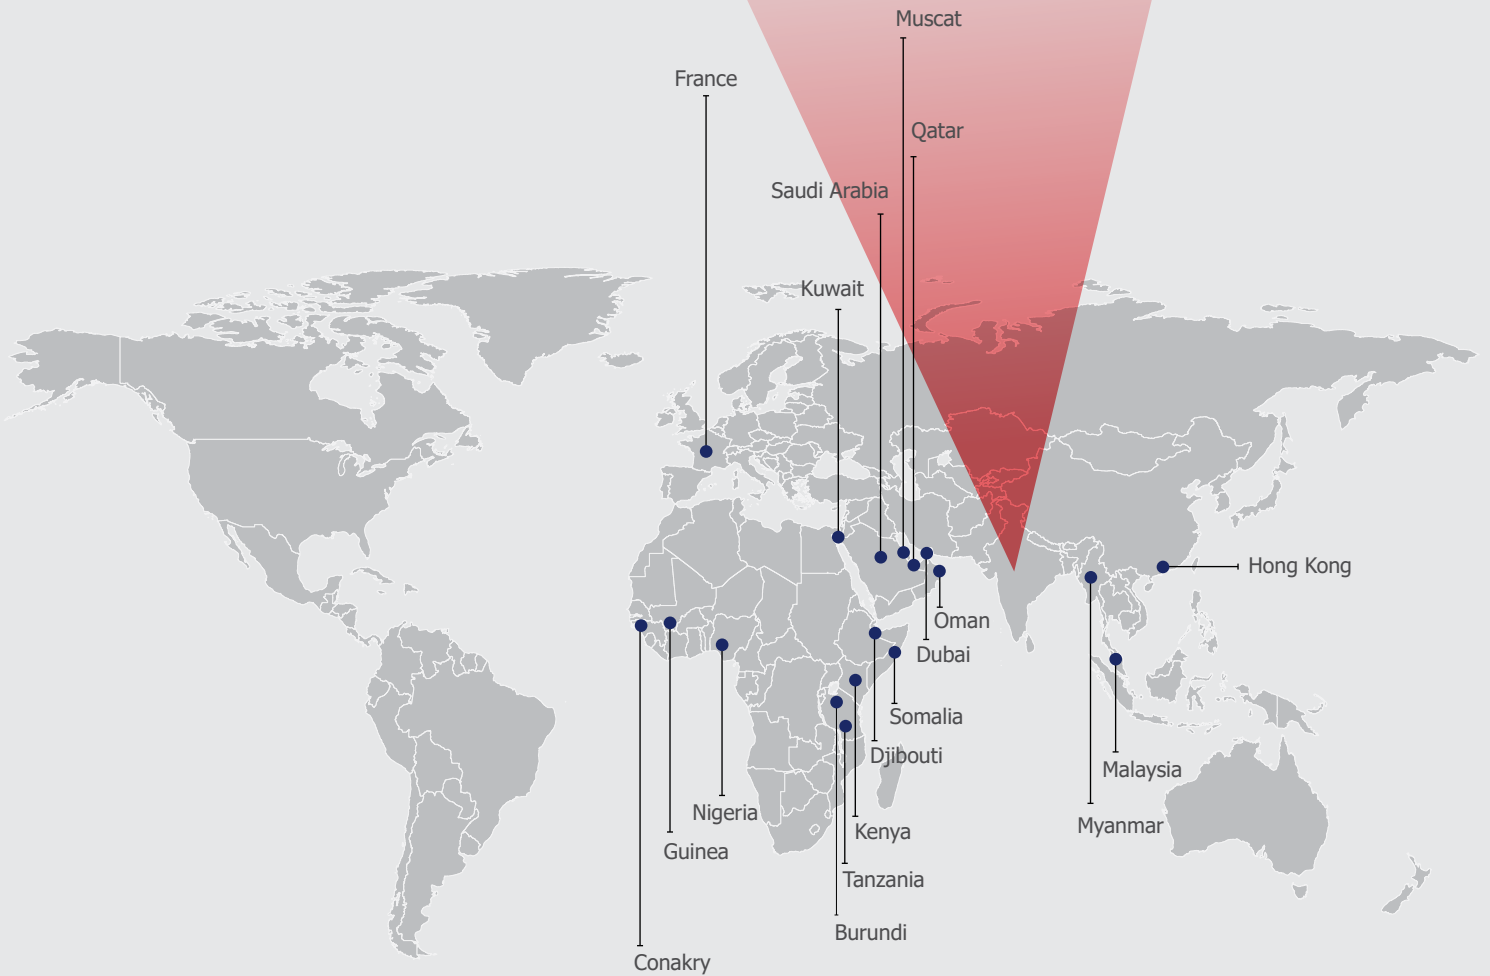 Muscat
France
Qatar
Saudi Arabia
Kuwait
Hong Kong
Oman
Dubai
Somalia
Djibouti
Malaysia
Nigeria
Myanmar
Kenya
Guinea
Tanzania
Burundi
Conakry